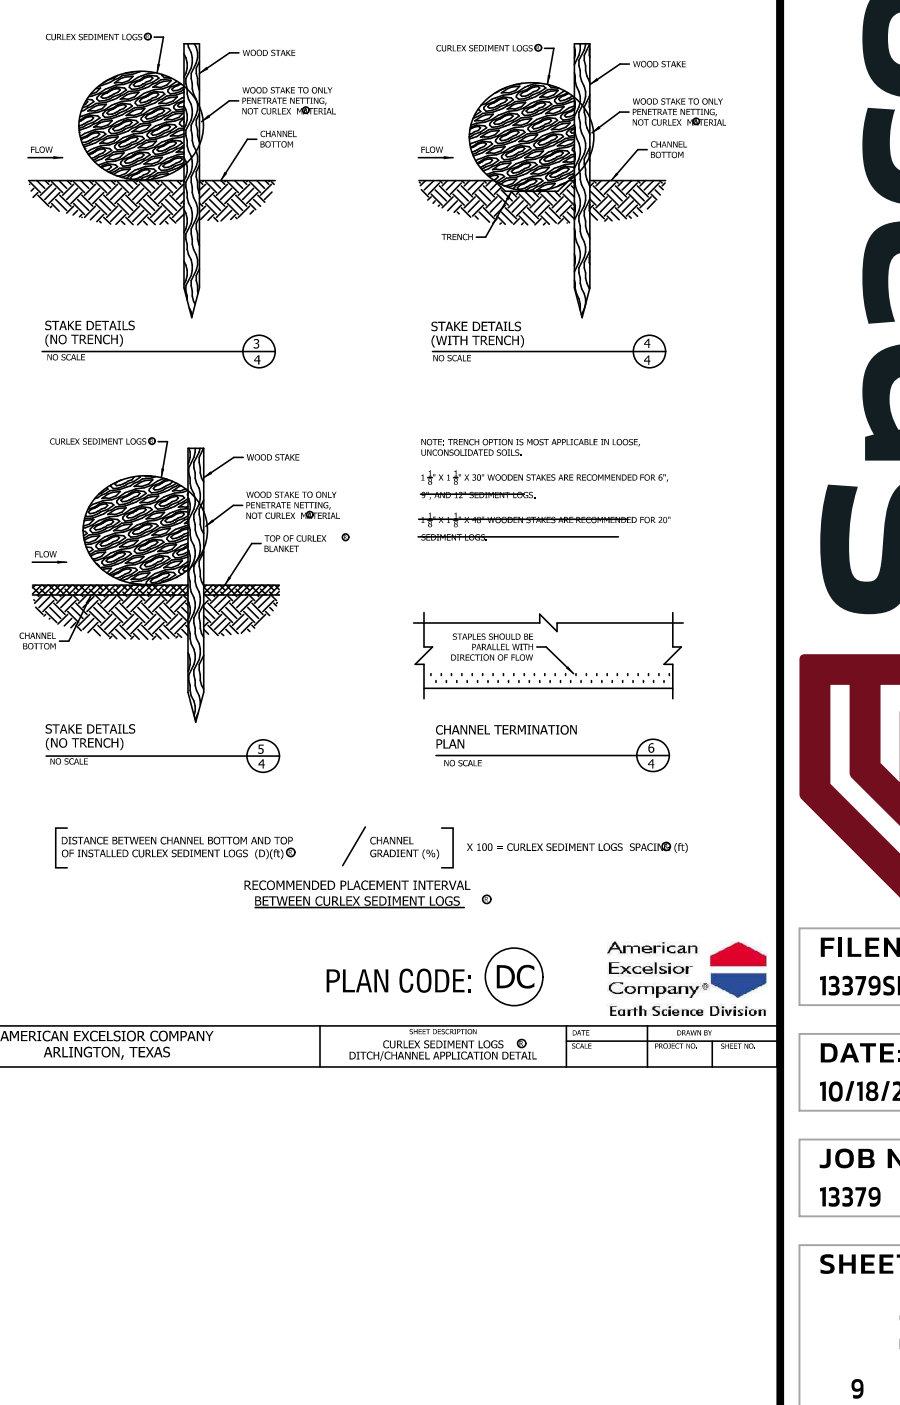 CURLEX SEDIMENT LOGS®
WOOD STAKE
WOOD STAKE TO ONLY
PENETRATE NETTING,
NOT CURLEX MATERIAL
CHANNEL
BOTTOM
FLOW
STAKE DETAILS
(NO TRENCH)
NO SCALE
3
4
CURLEX SEDIMENT LOGS®
WOOD STAKE
WOOD STAKE TO ONLY
PENETRATE NETTING,
NOT CURLEX MATERIAL
CHANNEL
BOTTOM
FLOW
TRENCH
STAKE DETAILS
(WITH TRENCH)
NO SCALE
4
4
CURLEX SEDIMENT LOGS®
WOOD STAKE
WOOD STAKE TO ONLY
PENETRATE NETTING,
NOT CURLEX MATERIAL
TOP OF CURLEX ®
BLANKET
FLOW
CHANNEL
BOTTOM
STAKE DETAILS
(NO TRENCH)
NO SCALE
5
4
NOTE: TRENCH OPTION IS MOST APPLICABLE IN LOOSE,
UNCONSOLIDATED SOILS.
1 1/8" X 1 1/8" X 30" WOODEN STAKES ARE RECOMMENDED FOR 6",
9", AND 12" SEDIMENT LOGS.
1 1/8" X 1 1/8" X 48" WOODEN STAKES ARE RECOMMENDED FOR 20"
SEDIMENT LOGS.
STAPLES SHOULD BE
PARALLEL WITH
DIRECTION OF FLOW
CHANNEL TERMINATION
PLAN
NO SCALE
6
4
DISTANCE BETWEEN CHANNEL BOTTOM AND TOP
OF INSTALLED CURLEX SEDIMENT LOGS (D)(ft)®
/
CHANNEL
GRADIENT (%)
X 100 = CURLEX SEDIMENT LOGS SPACING (ft)
RECOMMENDED PLACEMENT INTERVAL
BETWEEN CURLEX SEDIMENT LOGS ®
PLAN CODE: DC
American
Excelsior
Company®
Earth Science Division
AMERICAN EXCELSIOR COMPANY
ARLINGTON, TEXAS
SHEET DESCRIPTION
CURLEX SEDIMENT LOGS ®
DITCH/CHANNEL APPLICATION DETAIL
DATE
DRAWN BY
SCALE
PROJECT NO.
SHEET NO.
FILEN
13379S
DATE:
10/18/2
JOB N
13379
SHEET
9